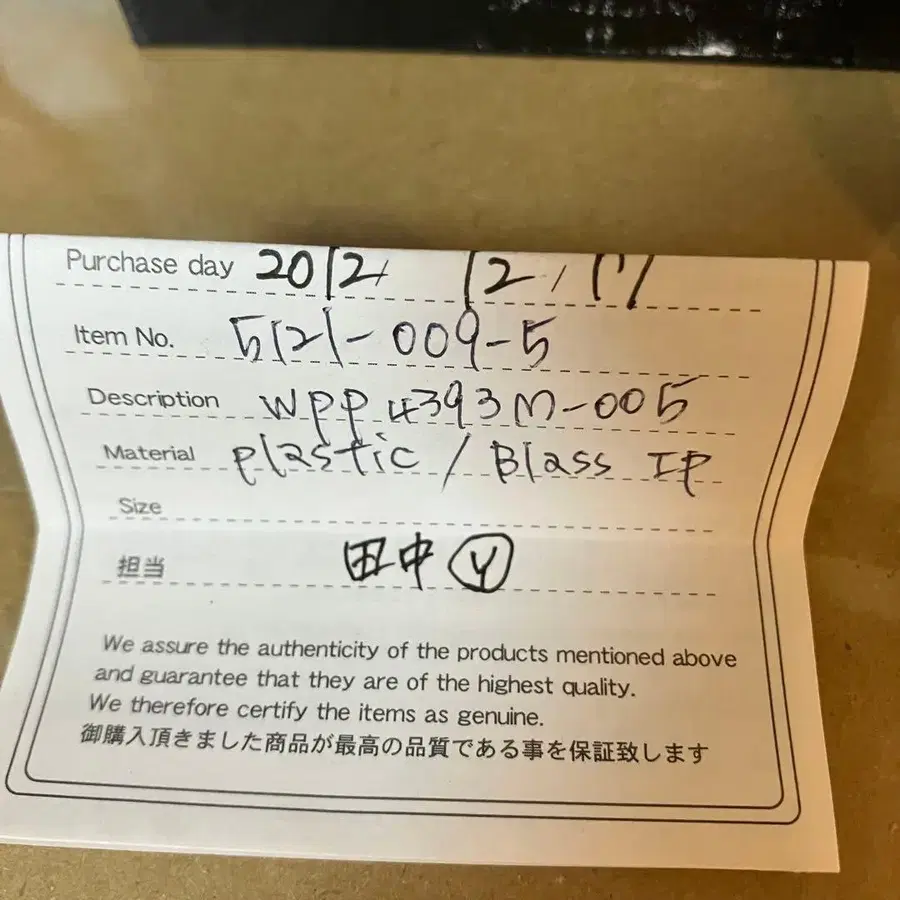 Purchase day 2012, 12, 17
Item No. 5121-009-5
Description WPP4393M-005
Material plastic / Blass IP
Size
担当 田中 Y
We assure the authenticity of the products mentioned above
and guarantee that they are of the highest quality.
We therefore certify the items as genuine.
御購入頂きました商品が最高の品質である事を保証致します